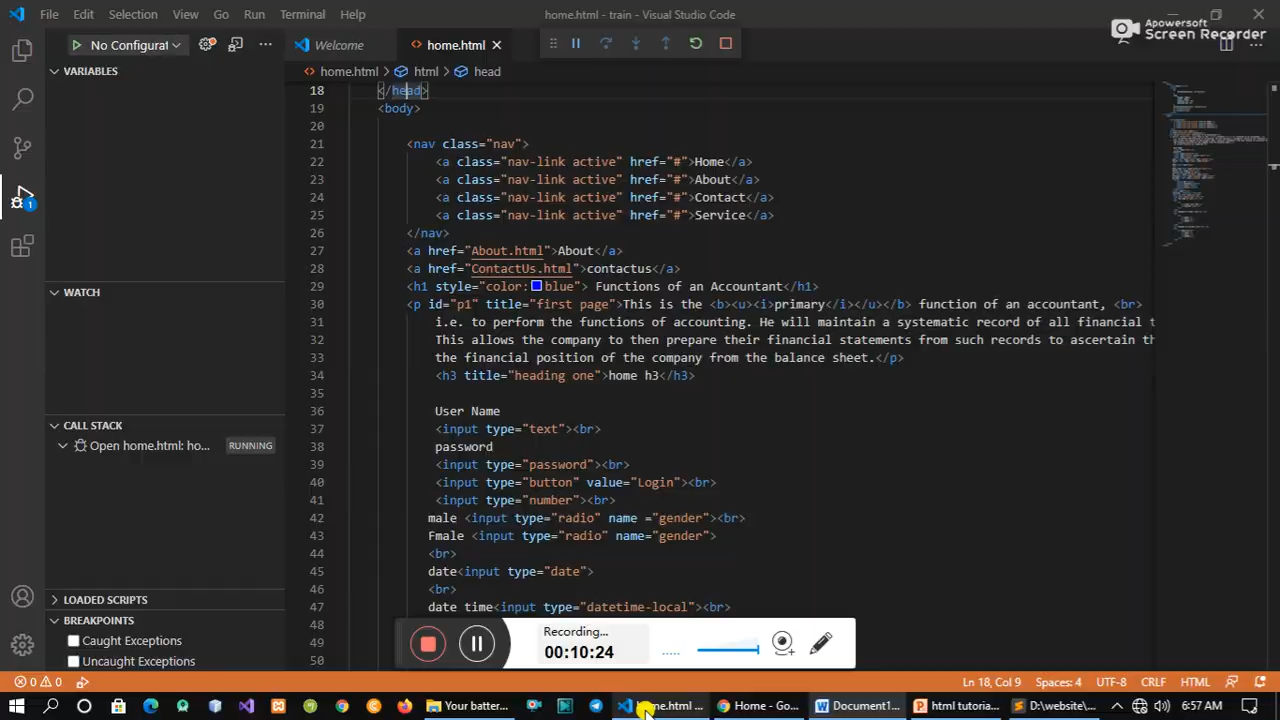 File Edit Selection View Go Run Terminal Help home.html - train - Visual Studio Code
Apowersoft
Screen Recorder
No Configurat Welcome home.html
home.html > html > head
VARIABLES
WATCH
CALL STACK
Open home.html: ho... RUNNING
LOADED SCRIPTS
BREAKPOINTS
Caught Exceptions
Uncaught Exceptions
1
18 </head>
19 <body>
20
21 <nav class="nav">
22 <a class="nav-link active" href="#">Home</a>
23 <a class="nav-link active" href="#">About</a>
24 <a class="nav-link active" href="#">Contact</a>
25 <a class="nav-link active" href="#">Service</a>
26 </nav>
27 <a href="About.html">About</a>
28 <a href="ContactUs.html">contactus</a>
29 <h1 style="color:blue"> Functions of an Accountant</h1>
30 <p id="p1" title="first page">This is the <b><u><i>primary</i></u></b> function of an accountant, <br>
31 i.e. to perform the functions of accounting. He will maintain a systematic record of all financial t
32 This allows the company to then prepare their financial statements from such records to ascertain th
33 the financial position of the company from the balance sheet.</p>
34 <h3 title="heading one">home h3</h3>
35
36 User Name
37 <input type="text"><br>
38 password
39 <input type="password"><br>
40 <input type="button" value="Login"><br>
41 <input type="number"><br>
42 male <input type="radio" name ="gender"><br>
43 Fmale <input type="radio" name="gender">
44 <br>
45 date<input type="date">
46 <br>
47 date time<input type="datetime-local"><br>
48
49
50
Recording...
00:10:24
0 0 Ln 18, Col 9 Spaces: 4 UTF-8 CRLF HTML
Your batter... home.html ... Home - Go... Document1... html tutoria... D:\website\... 6:57 AM